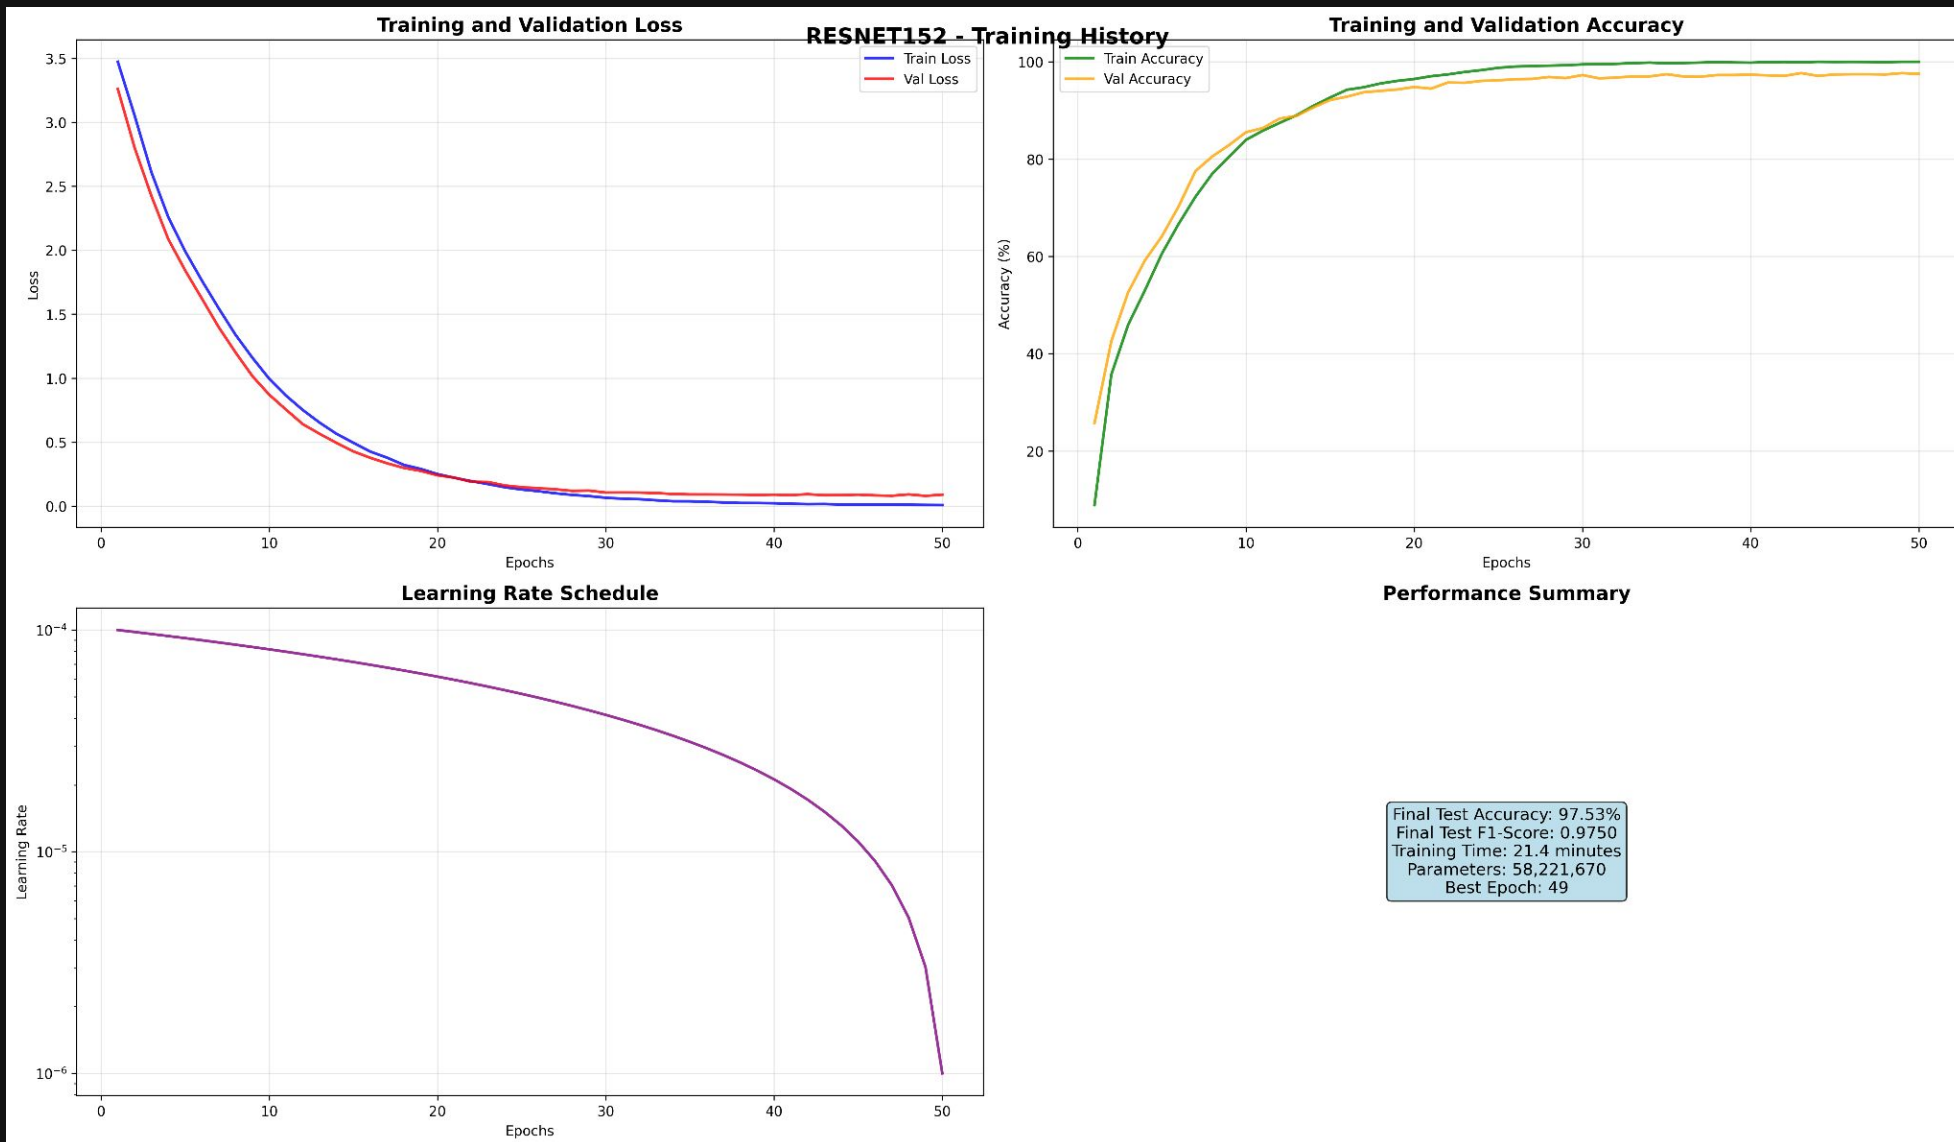 RESNET152 - Training History
Training and Validation Loss
3.5
3.0
2.5
2.0
1.5
1.0
0.5
0.0
Loss
Train Loss
Val Loss
0 10 20 30 40 50
Epochs
Training and Validation Accuracy
100
80
60
40
20
Accuracy (%)
Train Accuracy
Val Accuracy
0 10 20 30 40 50
Epochs
Learning Rate Schedule
10⁻⁴
10⁻⁵
10⁻⁶
Learning Rate
0 10 20 30 40 50
Epochs
Performance Summary
Final Test Accuracy: 97.53%
Final Test F1-Score: 0.9750
Training Time: 21.4 minutes
Parameters: 58,221,670
Best Epoch: 49